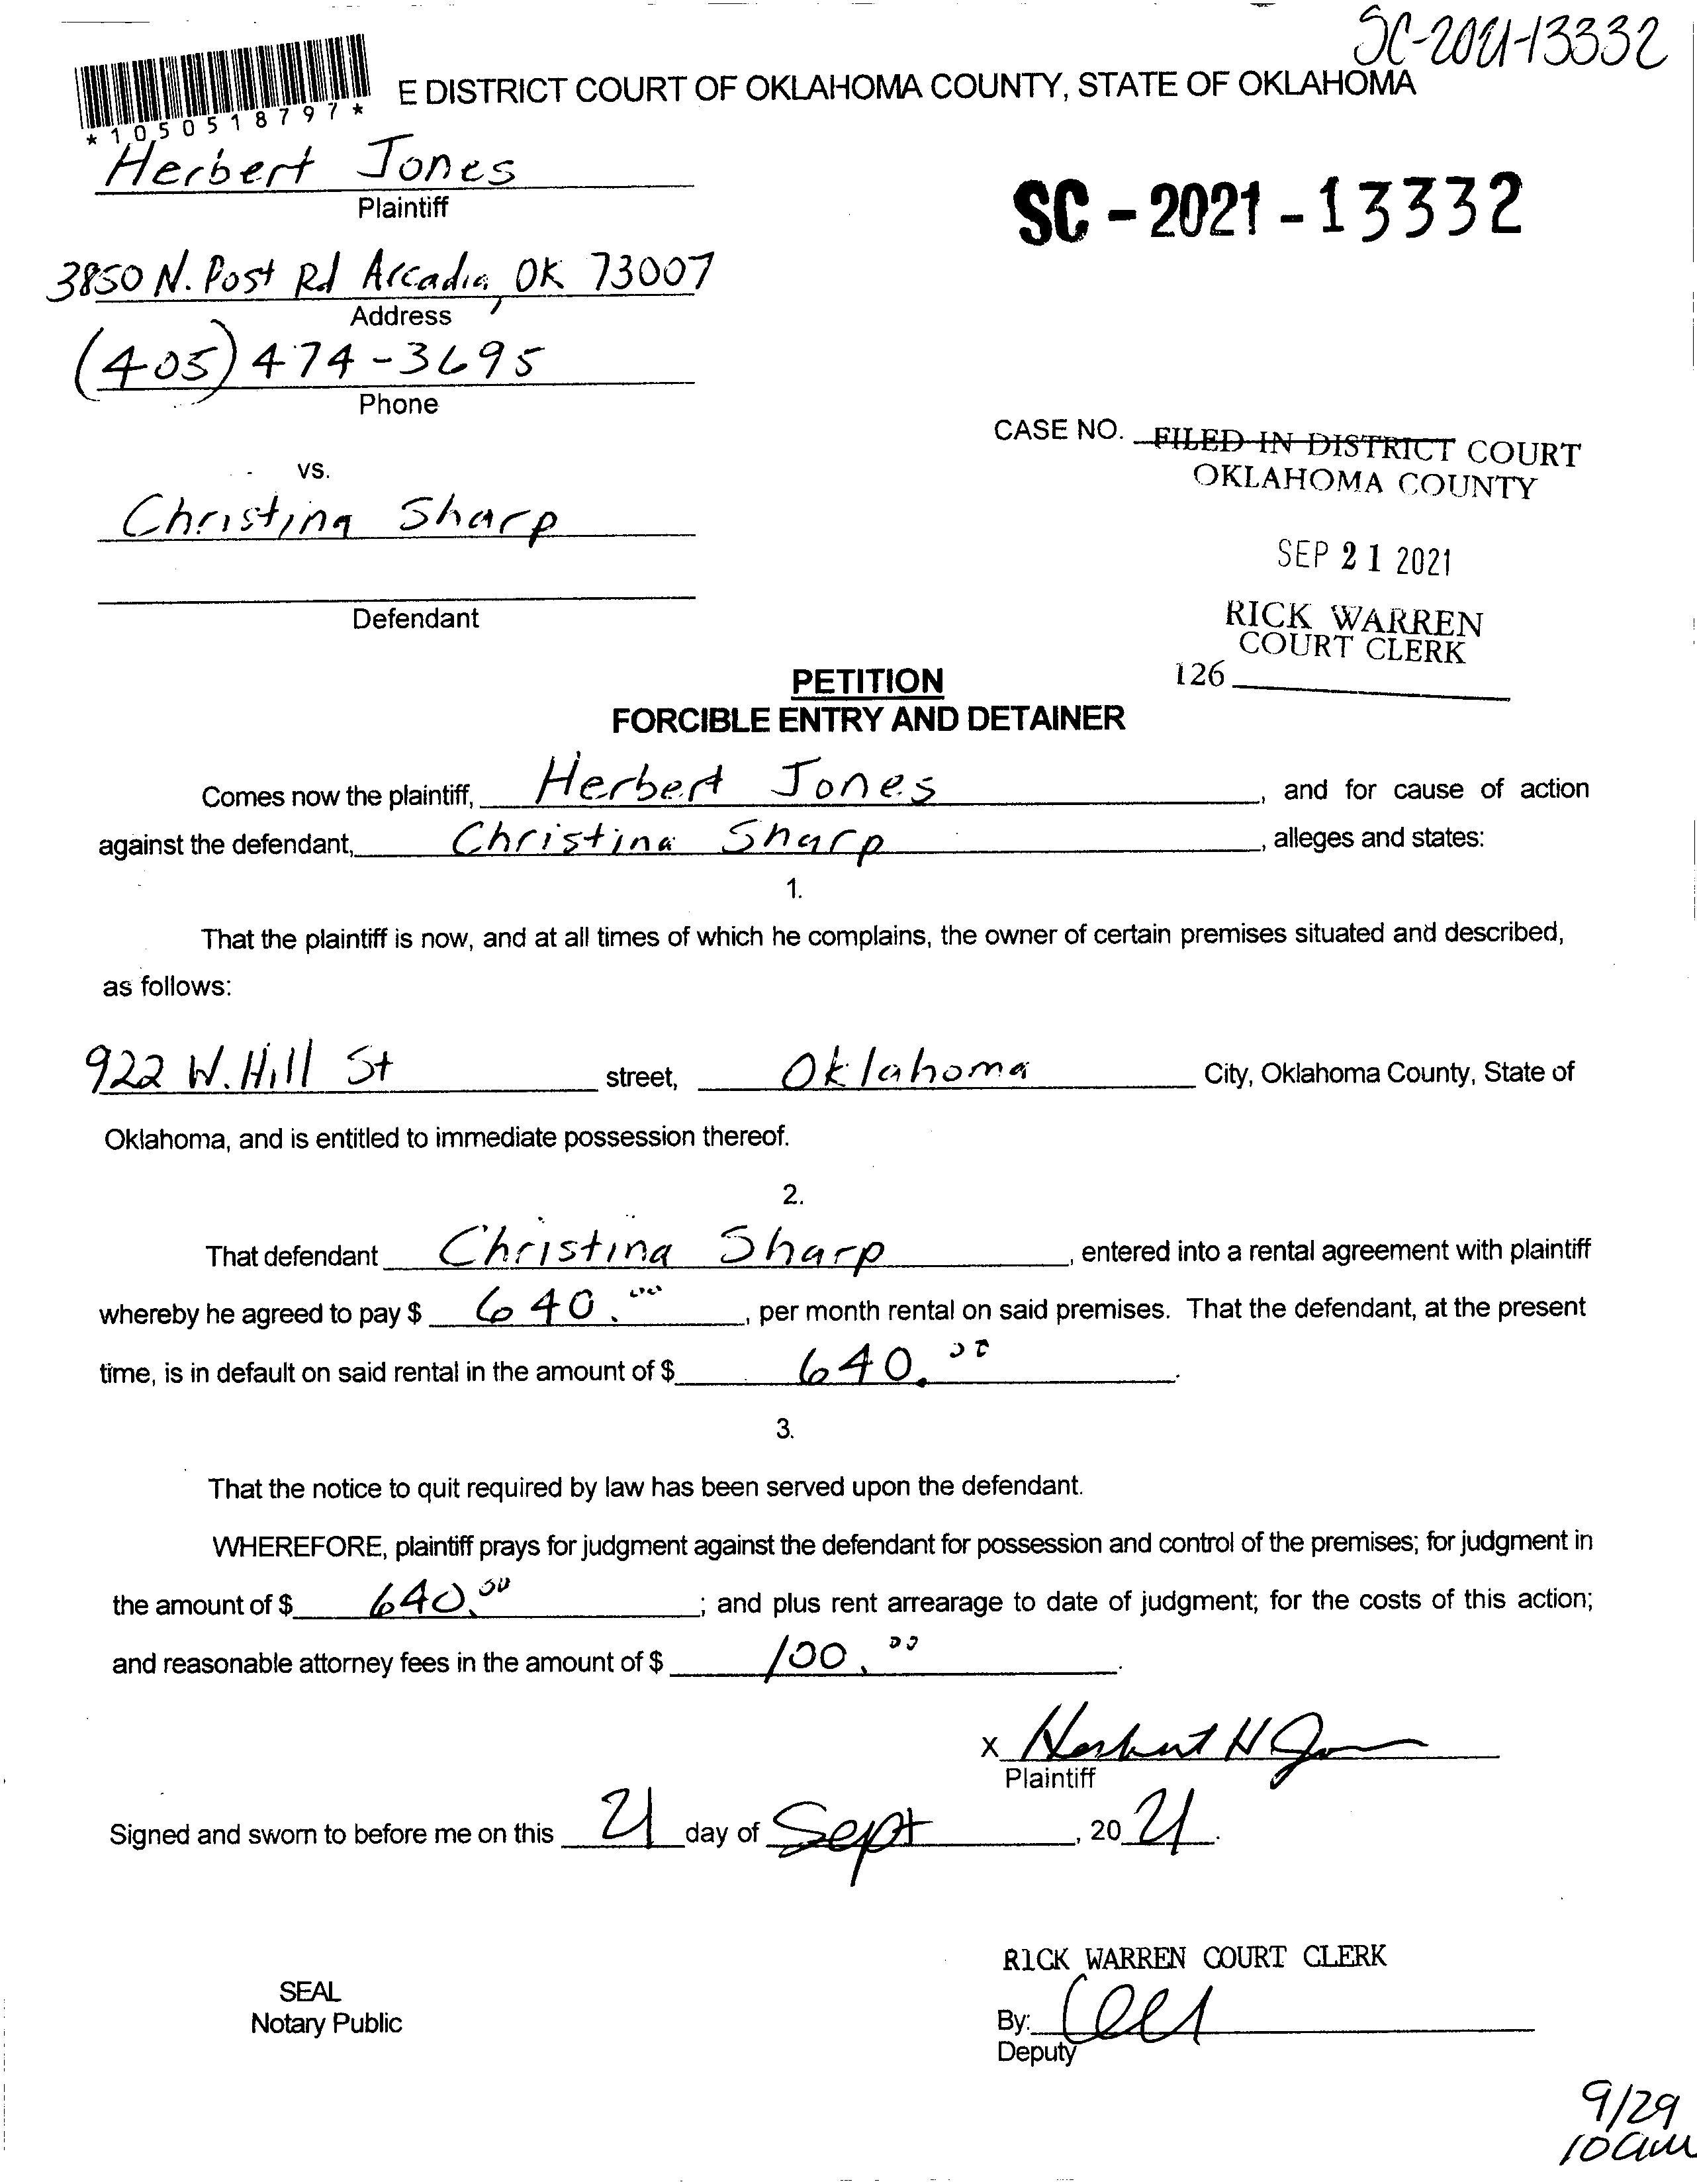 SC-2021-13332
E DISTRICT COURT OF OKLAHOMA COUNTY, STATE OF OKLAHOMA
*1050518797*
Herbert Jones
Plaintiff
SC-2021-13332
3850 N. Post Rd Arcadia, OK 73007
Address
(405) 474-3695
Phone
CASE NO. FILED IN DISTRICT COURT
OKLAHOMA COUNTY
vs.
Christina Sharp
SEP 21 2021
Defendant
RICK WARREN
COURT CLERK
126
PETITION
FORCIBLE ENTRY AND DETAINER
Comes now the plaintiff, Herbert Jones, and for cause of action
against the defendant, Christina Sharp, alleges and states:
1.
That the plaintiff is now, and at all times of which he complains, the owner of certain premises situated and described,
as follows:
922 W. Hill St street, Oklahoma City, Oklahoma County, State of
Oklahoma, and is entitled to immediate possession thereof.
2.
That defendant Christina Sharp, entered into a rental agreement with plaintiff
whereby he agreed to pay $ 640.00, per month rental on said premises. That the defendant, at the present
time, is in default on said rental in the amount of $ 640.00.
3.
That the notice to quit required by law has been served upon the defendant.
WHEREFORE, plaintiff prays for judgment against the defendant for possession and control of the premises; for judgment in
the amount of $ 640.00; and plus rent arrearage to date of judgment; for the costs of this action;
and reasonable attorney fees in the amount of $ 100.00.
X Herbert H Jones
Plaintiff
Signed and sworn to before me on this 21 day of Sept, 2021.
RICK WARREN COURT CLERK
SEAL
Notary Public
By:
Deputy
9/29
10am